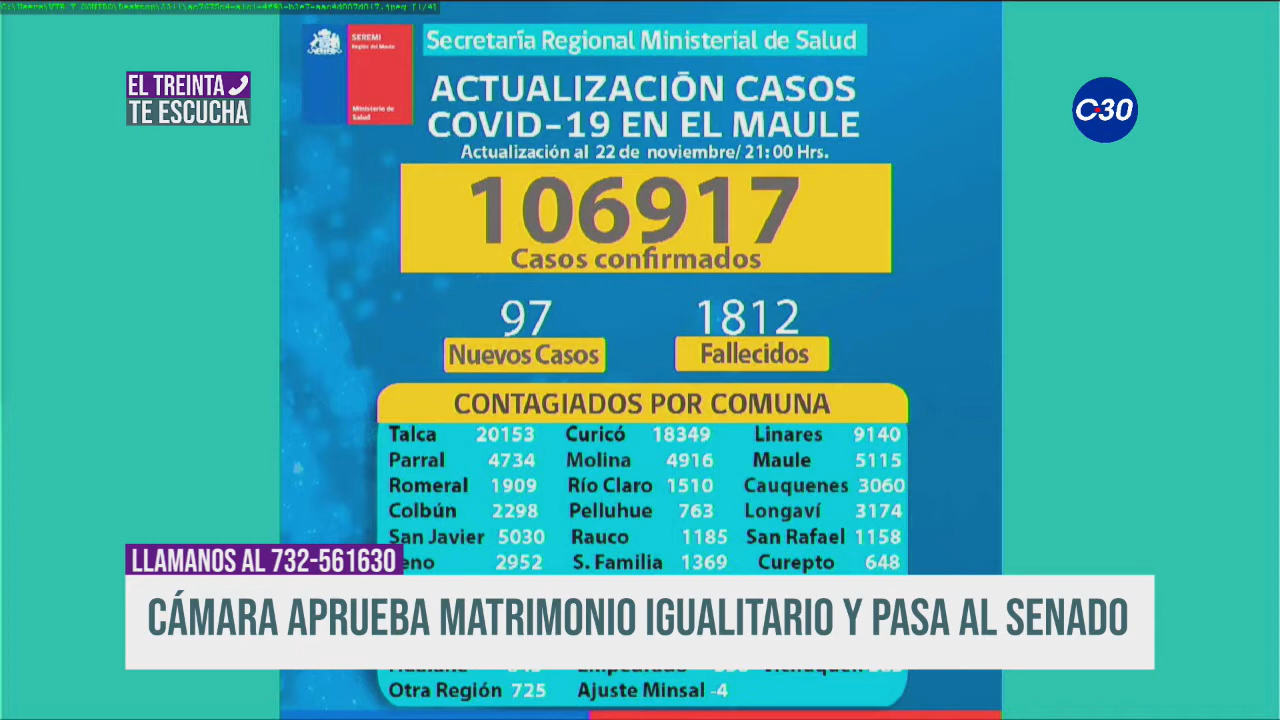 SEREMI
Región del Maule
Ministerio de
Salud
Secretaría Regional Ministerial de Salud
ACTUALIZACIÓN CASOS
COVID-19 EN EL MAULE
Actualización al 22 de noviembre/ 21:00 Hrs.
EL TREINTA
TE ESCUCHA
C30
106917
Casos confirmados
97 1812
Nuevos Casos Fallecidos
CONTAGIADOS POR COMUNA
Talca 20153 Curicó 18349 Linares 9140
Parral 4734 Molina 4916 Maule 5115
Romeral 1909 Río Claro 1510 Cauquenes 3060
Colbún 2298 Pelluhue 763 Longaví 3174
San Javier 5030 Rauco 1185 San Rafael 1158
eno 2952 S. Familia 1369 Curepto 648
LLAMANOS AL 732-561630
CÁMARA APRUEBA MATRIMONIO IGUALITARIO Y PASA AL SENADO
Otra Región 725 Ajuste Minsal -4